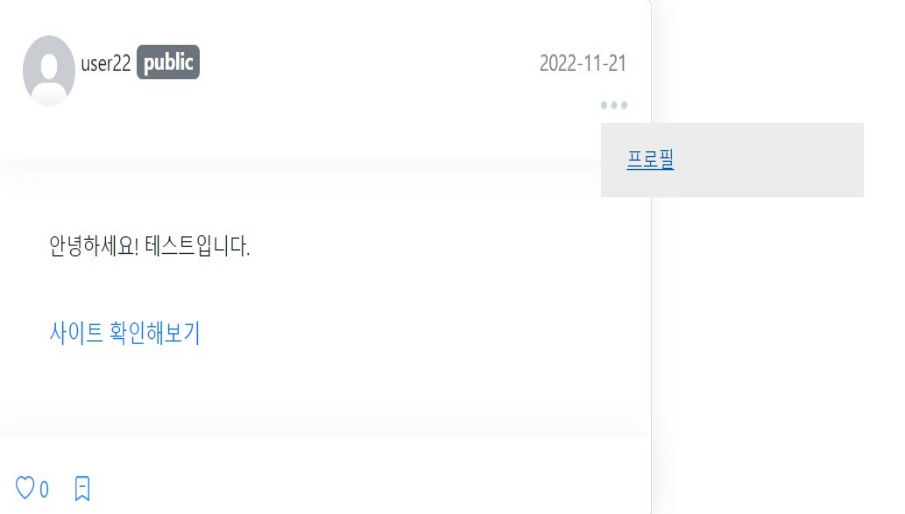 user22 public 2022-11-21
프로필
안녕하세요! 테스트입니다.
사이트 확인해보기
0